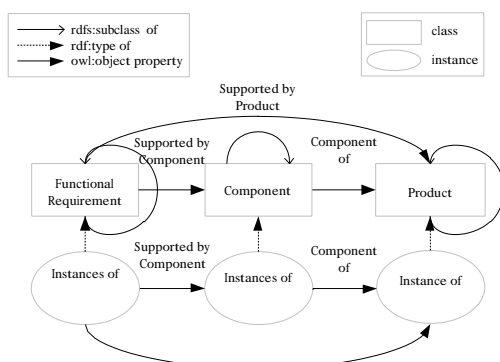 rdfs:subclass of
rdf:type of
owl:object property
class
instance
Supported by
Product
Supported by
Component
Component
of
Functional
Requirement
Component
Product
Supported by
Component
Component
of
Instances of
Instances of
Instance of